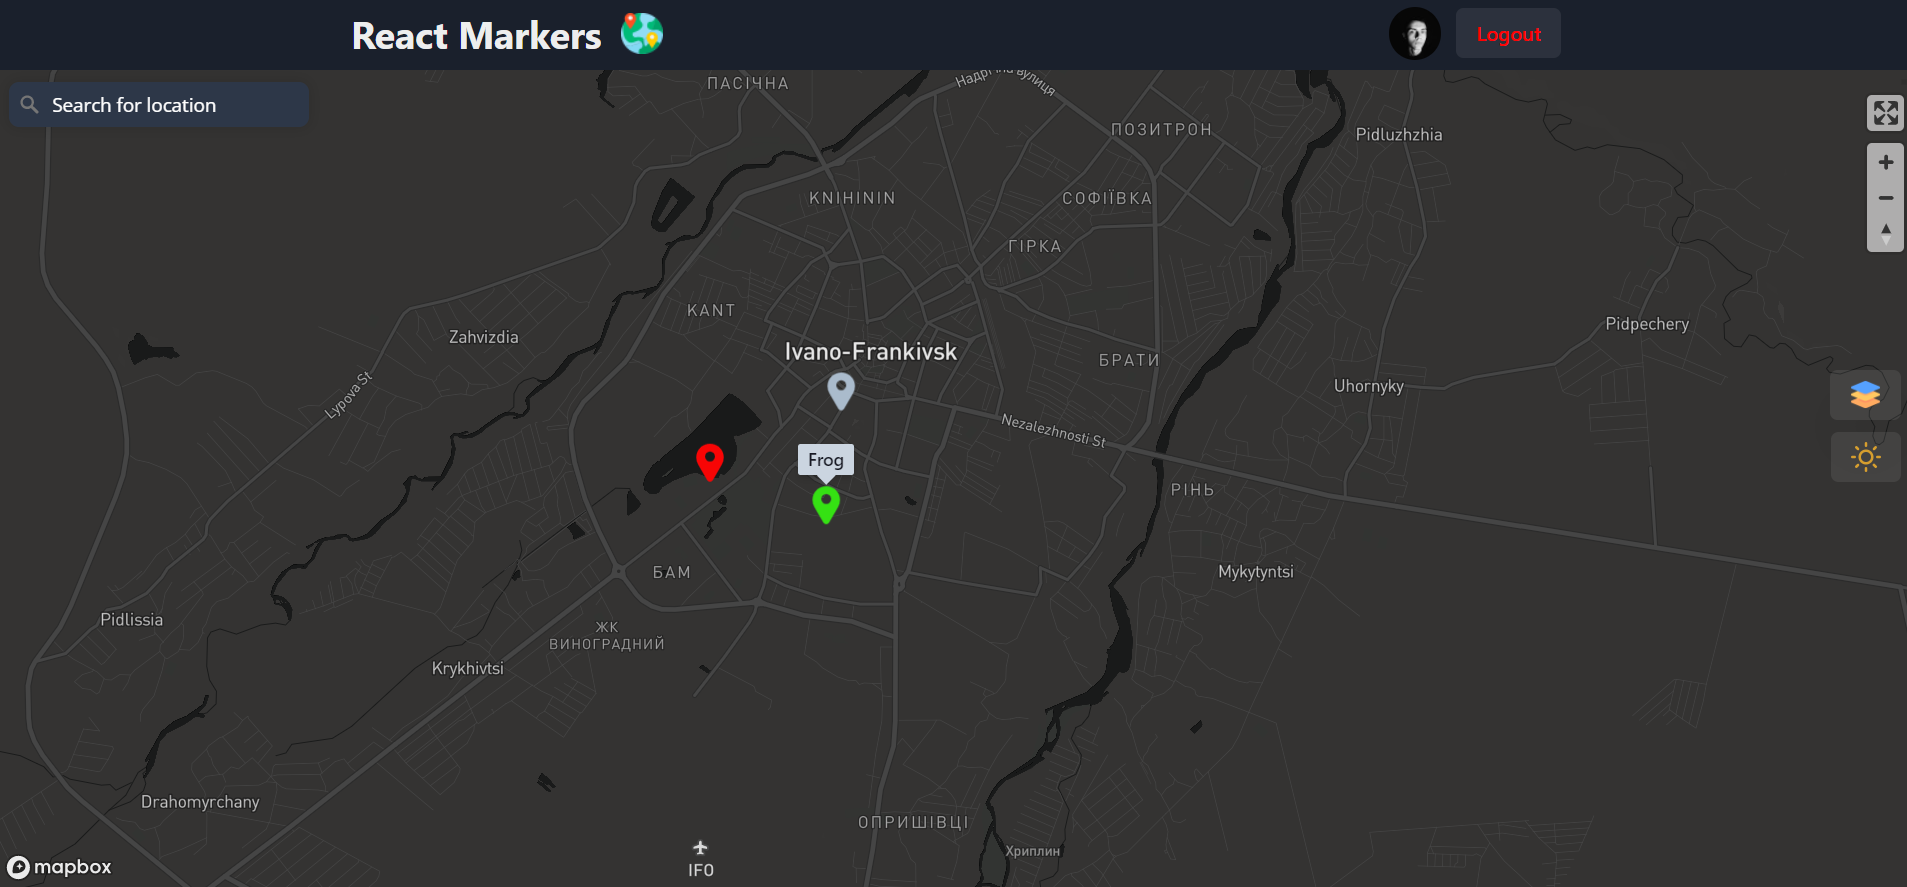 React Markers
Logout
Search for location
ПАСІЧНА
Надрічна вулиця
ПОЗИТРОН
Pidluzhzhia
KNIHININ
СОФІЇВКА
ГІРКА
KANT
Zahvizdia
Pidpechery
Ivano-Frankivsk
БРАТИ
Uhornyky
Lypova St
Nezalezhnosti St
Frog
РІНЬ
БАМ
Mykytyntsi
Pidlissia
ЖК
ВИНОГРАДНИЙ
Krykhivtsi
Drahomyrchany
ОПРИШІВЦІ
Хриплин
IFO
mapbox